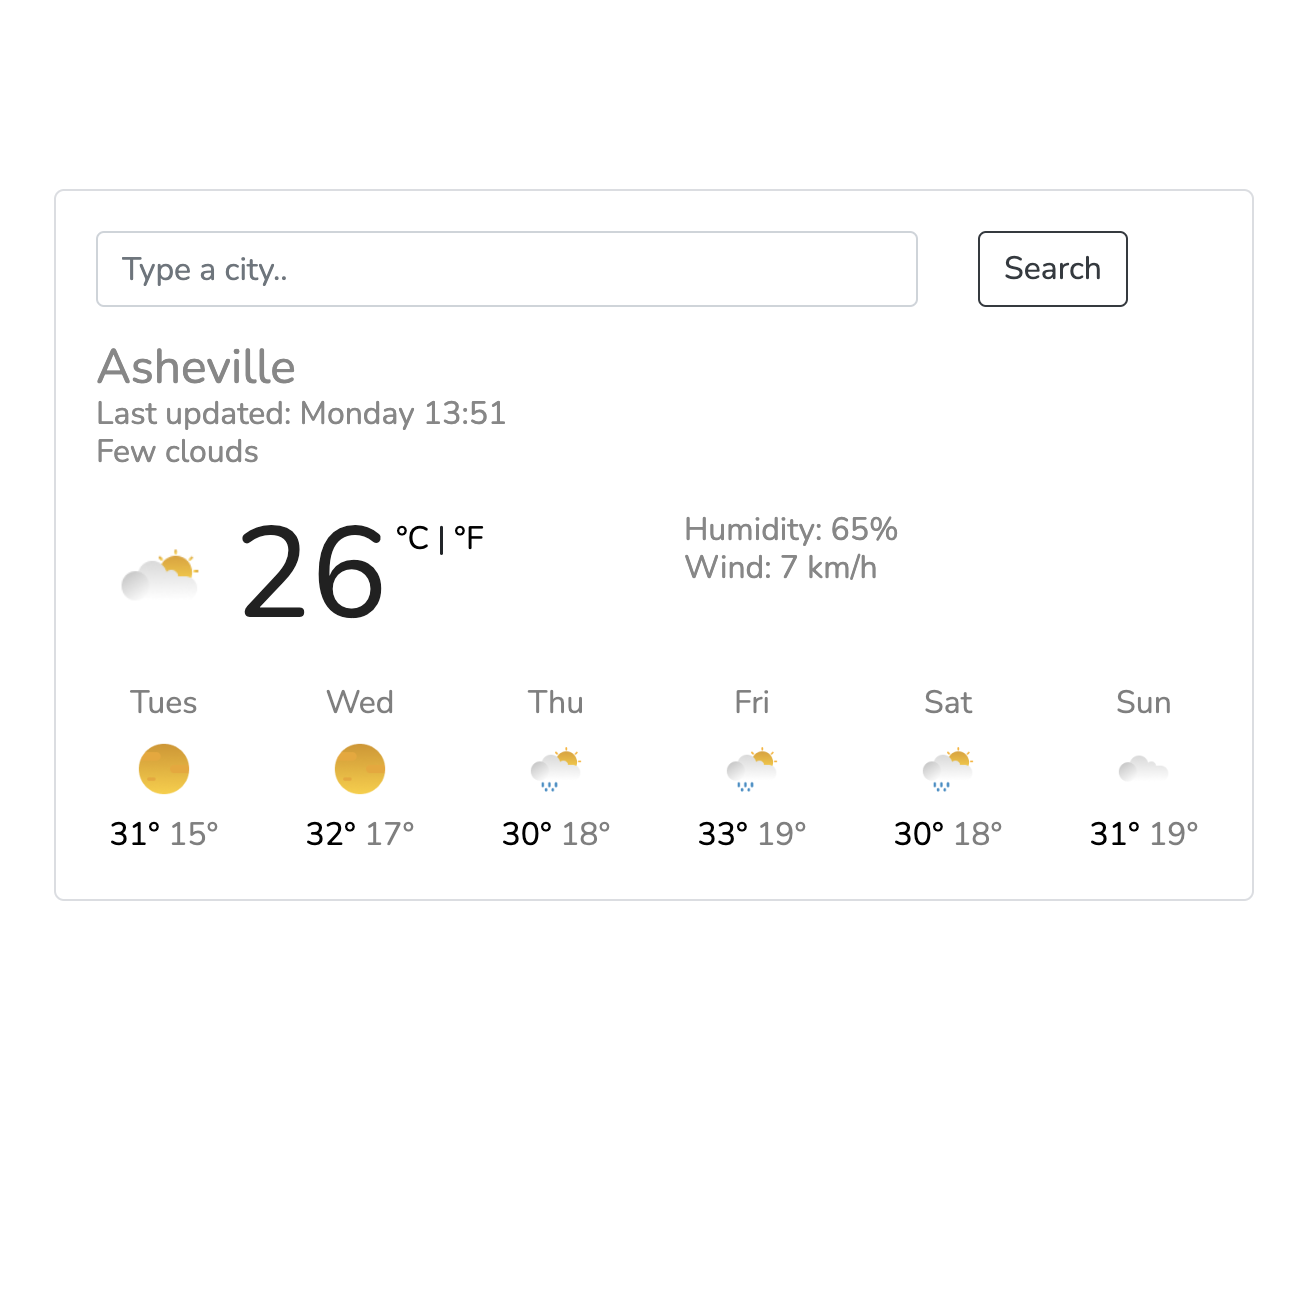 Type a city..
Search
Asheville
Last updated: Monday 13:51
Few clouds
26 °C | °F
Humidity: 65%
Wind: 7 km/h
Tues Wed Thu Fri Sat Sun
31° 15° 32° 17° 30° 18° 33° 19° 30° 18° 31° 19°